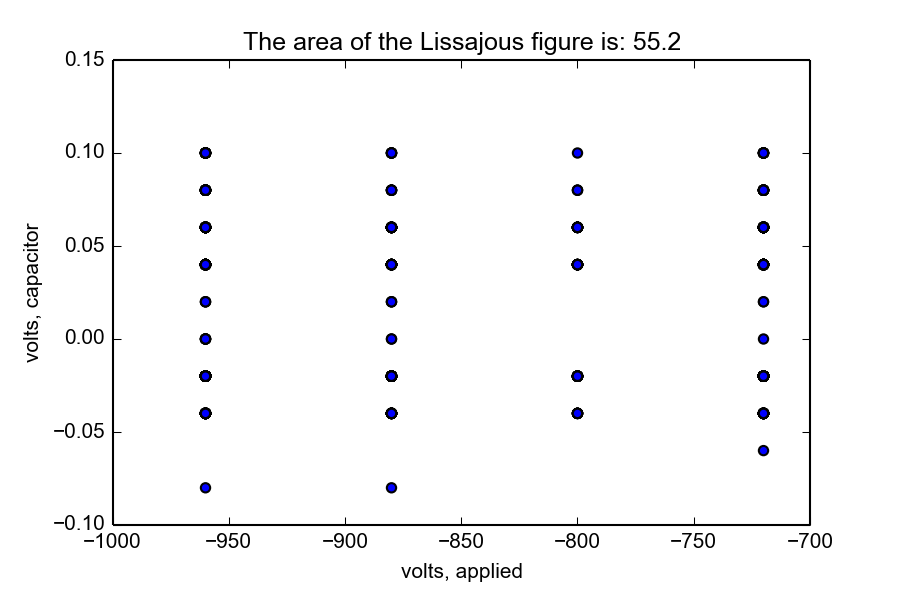 The area of the Lissajous figure is: 55.2
0.15
0.10
0.05
0.00
−0.05
−0.10
volts, capacitor
−1000 −950 −900 −850 −800 −750 −700
volts, applied